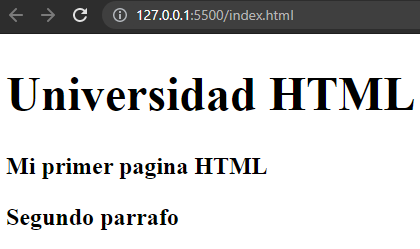 127.0.0.1:5500/index.html
Universidad HTML
Mi primer pagina HTML
Segundo parrafo